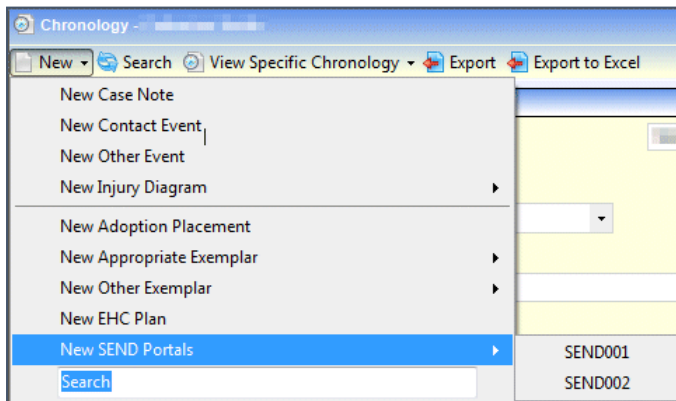 Chronology -
New Search View Specific Chronology Export Export to Excel
New Case Note
New Contact Event
New Other Event
New Injury Diagram
New Adoption Placement
New Appropriate Exemplar
New Other Exemplar
New EHC Plan
New SEND Portals
SEND001
Search
SEND002